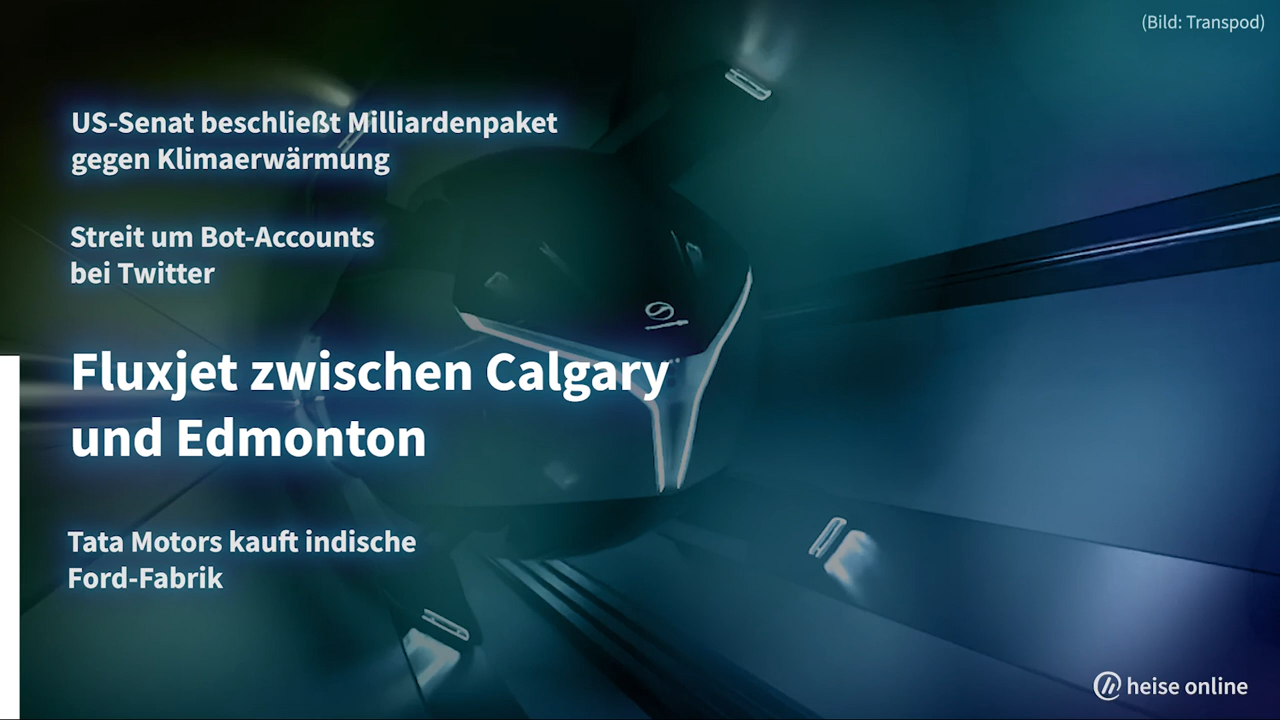 (Bild: Transpod)
US-Senat beschließt Milliardenpaket
gegen Klimaerwärmung
Streit um Bot-Accounts
bei Twitter
Fluxjet zwischen Calgary
und Edmonton
Tata Motors kauft indische
Ford-Fabrik
heise online